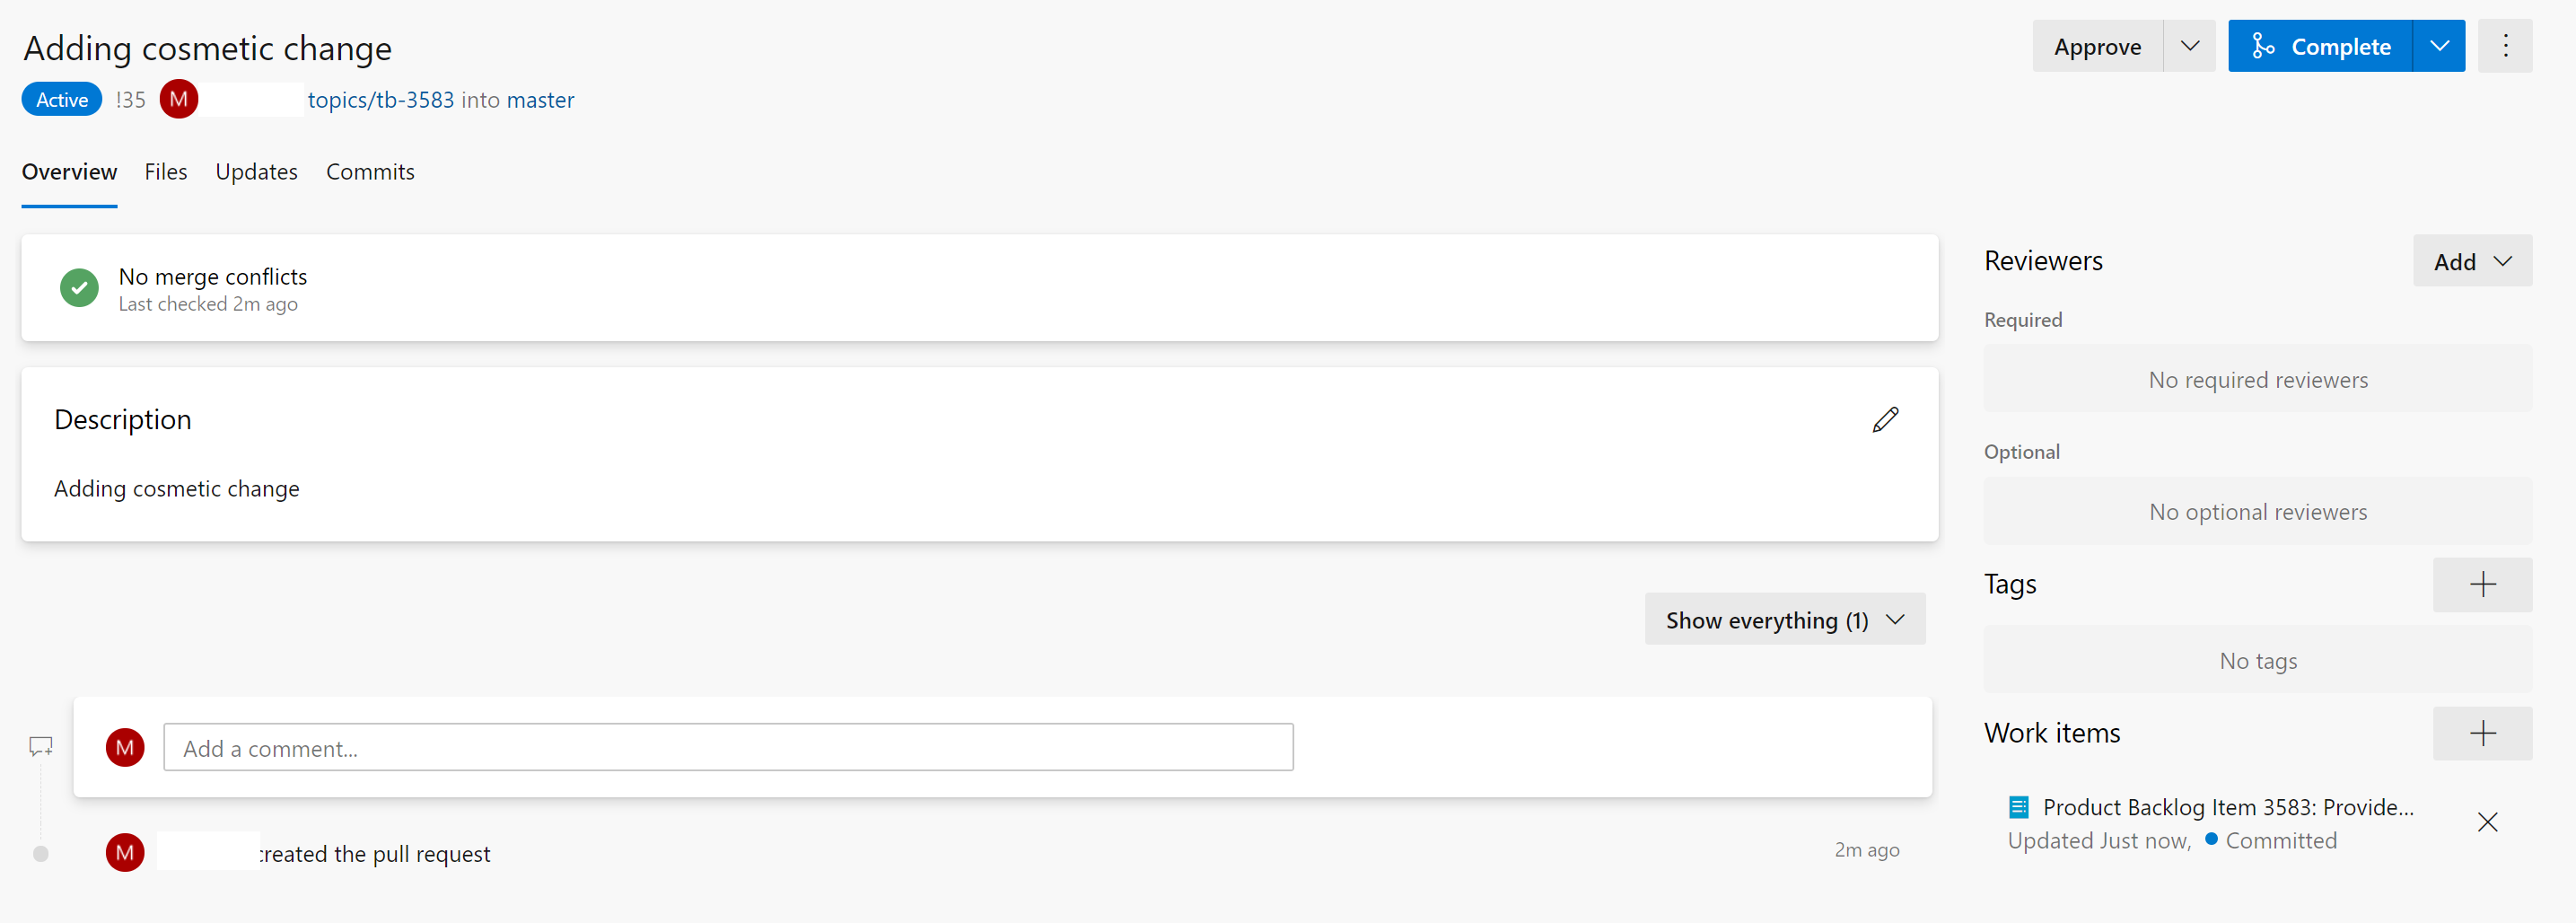 Adding cosmetic change
Approve
Complete
Active !35 M topics/tb-3583 into master
Overview Files Updates Commits
No merge conflicts
Last checked 2m ago
Description
Adding cosmetic change
Show everything (1)
M Add a comment...
M created the pull request 2m ago
Reviewers Add
Required
No required reviewers
Optional
No optional reviewers
Tags
No tags
Work items
Product Backlog Item 3583: Provide...
Updated Just now, Committed